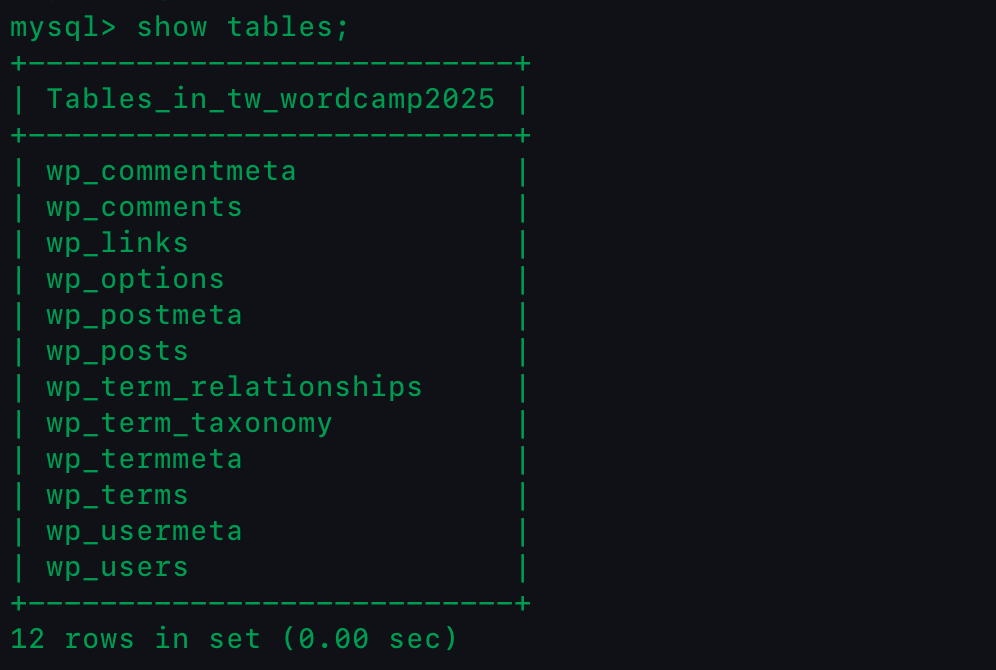 mysql> show tables;
+---------------------------+
| Tables_in_tw_wordcamp2025 |
+---------------------------+
| wp_commentmeta            |
| wp_comments               |
| wp_links                  |
| wp_options                |
| wp_postmeta               |
| wp_posts                  |
| wp_term_relationships     |
| wp_term_taxonomy          |
| wp_termmeta               |
| wp_terms                  |
| wp_usermeta               |
| wp_users                  |
+---------------------------+
12 rows in set (0.00 sec)